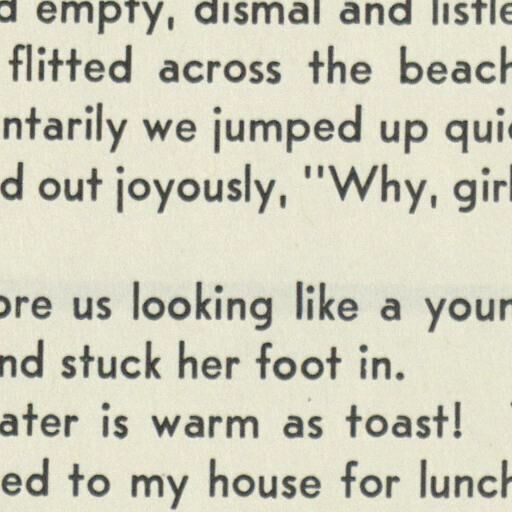 d empty, dismal and listle
flitted across the beach
ntarily we jumped up quic
d out joyously, "Why, girl
ore us looking like a youn
nd stuck her foot in.
ater is warm as toast!
ed to my house for lunch